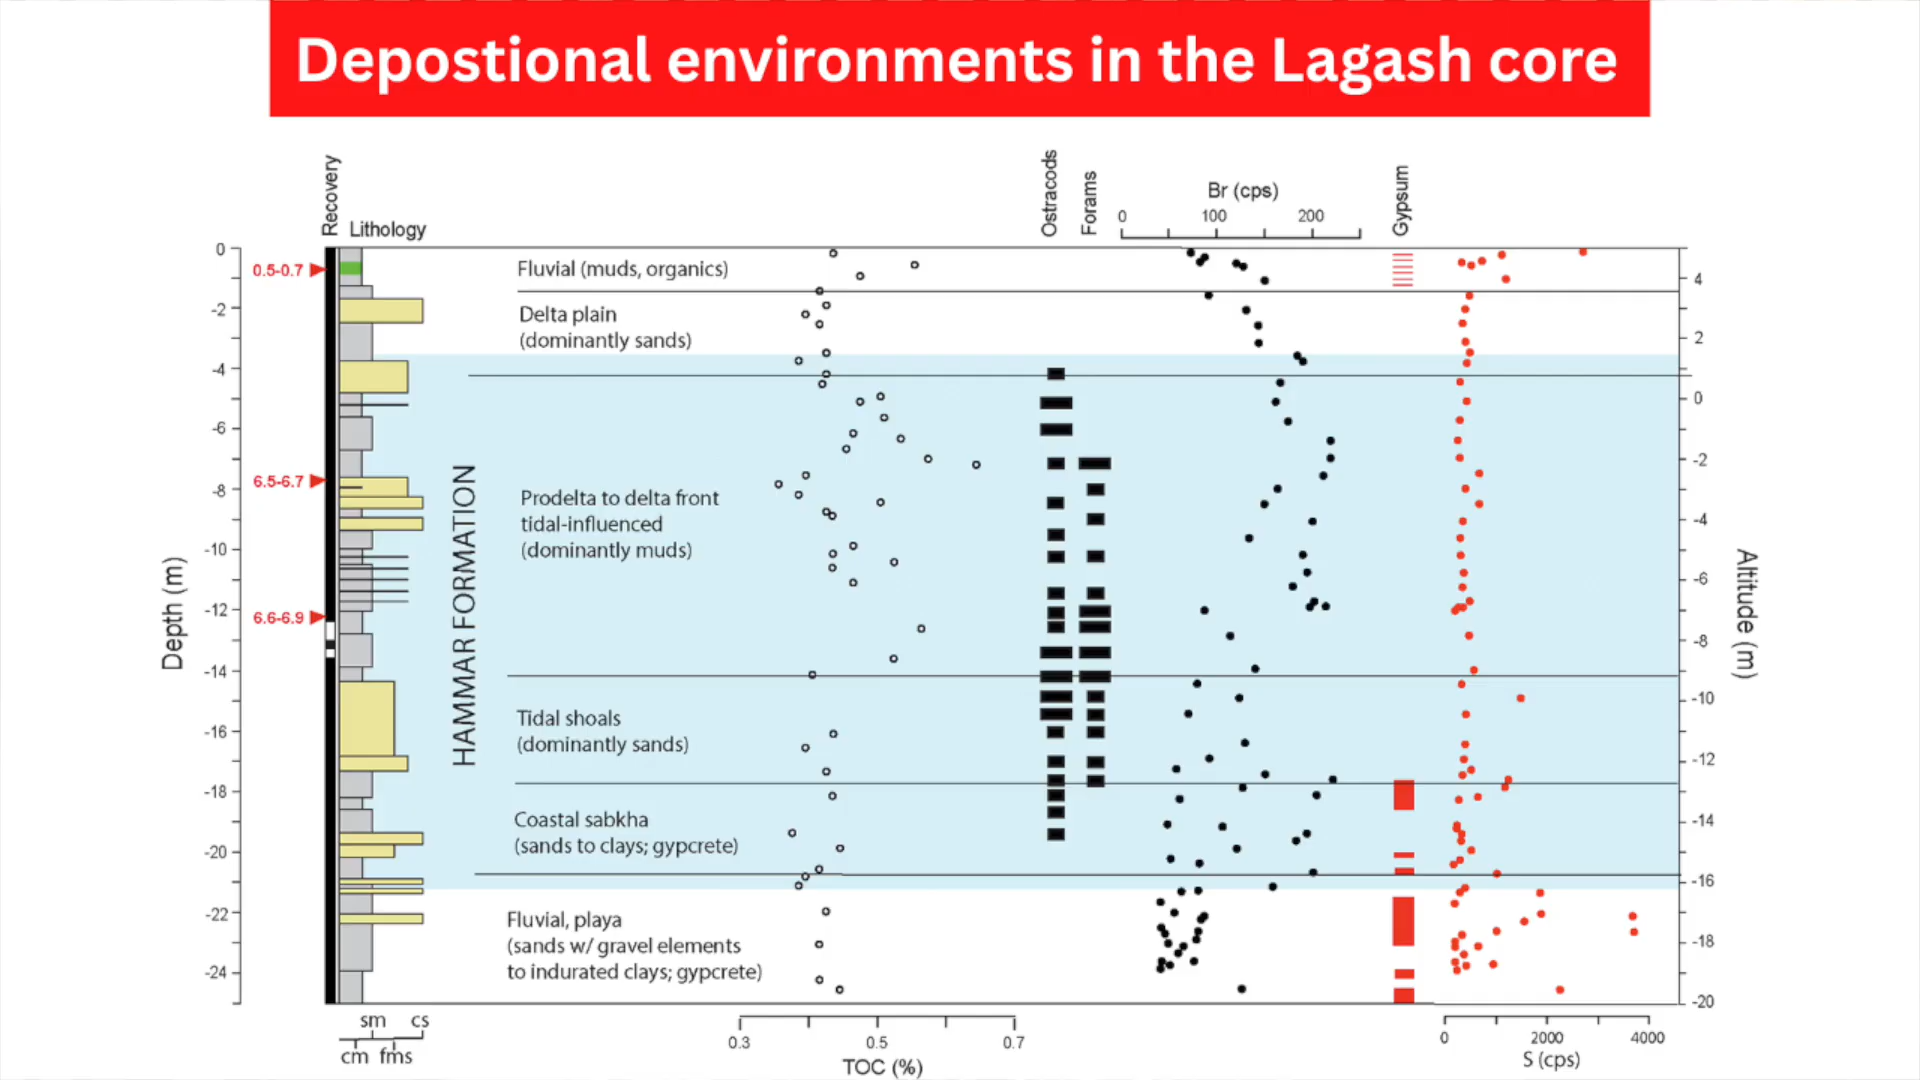 Depostional environments in the Lagash core
Recovery
Lithology
Ostracods
Forams
Br (cps)
0 100 200
Gypsum
Depth (m)
0
-2
-4
-6
-8
-10
-12
-14
-16
-18
-20
-22
-24
0.5-0.7
6.5-6.7
6.6-6.9
HAMMAR FORMATION
Fluvial (muds, organics)
Delta plain
(dominantly sands)
Prodelta to delta front
tidal-influenced
(dominantly muds)
Tidal shoals
(dominantly sands)
Coastal sabkha
(sands to clays; gypcrete)
Fluvial, playa
(sands w/ gravel elements
to indurated clays; gypcrete)
4
2
0
-2
-4
-6
-8
-10
-12
-14
-16
-18
-20
Altitude (m)
sm cs
cm fms
0.3 0.5 0.7
TOC (%)
0 2000 4000
S (cps)